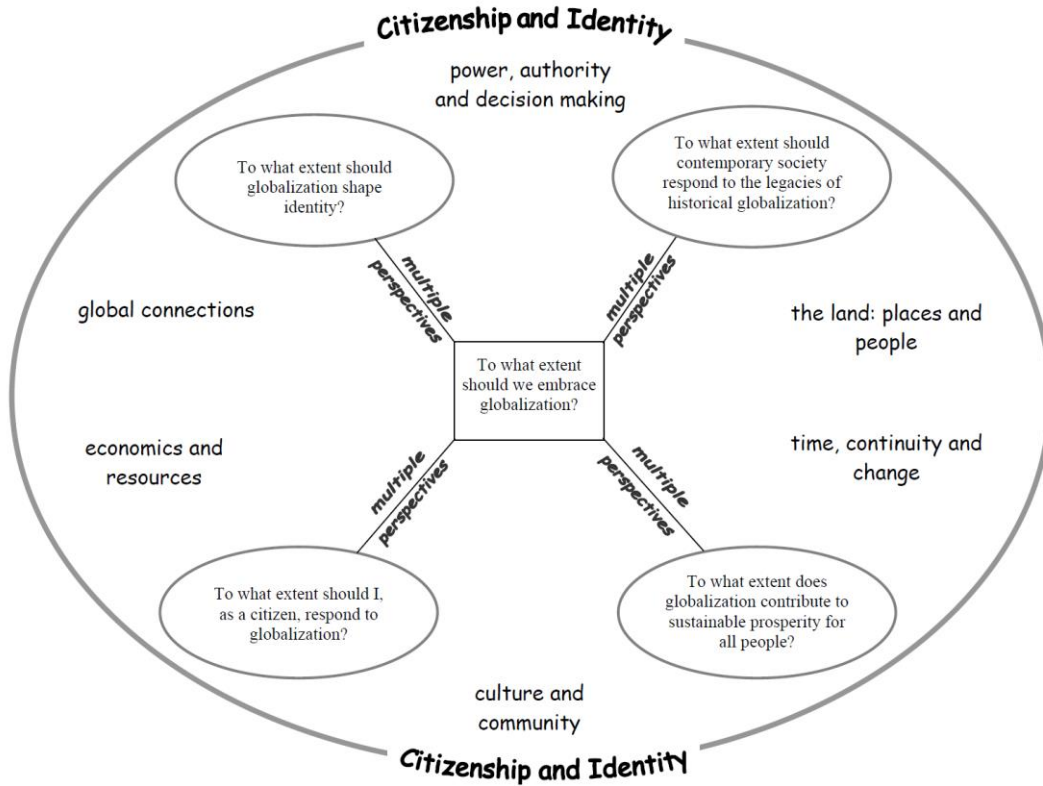 Citizenship and Identity
power, authority
and decision making
To what extent should
globalization shape
identity?
To what extent should
contemporary society
respond to the legacies of
historical globalization?
multiple
perspectives
multiple
perspectives
global connections
the land: places and
people
To what extent
should we embrace
globalization?
economics and
resources
time, continuity and
change
multiple
perspectives
multiple
perspectives
To what extent should I,
as a citizen, respond to
globalization?
To what extent does
globalization contribute to
sustainable prosperity for
all people?
culture and
community
Citizenship and Identity